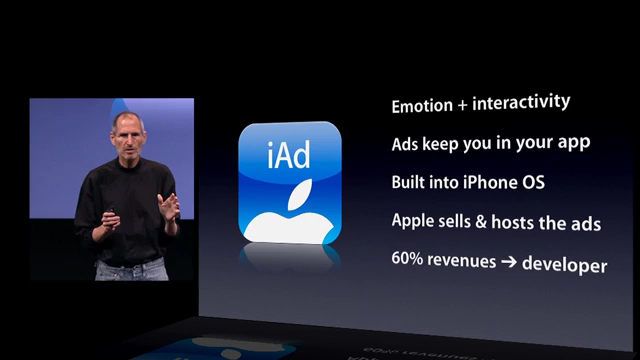 iAd
Emotion + interactivity
Ads keep you in your app
Built into iPhone OS
Apple sells & hosts the ads
60% revenues → developer